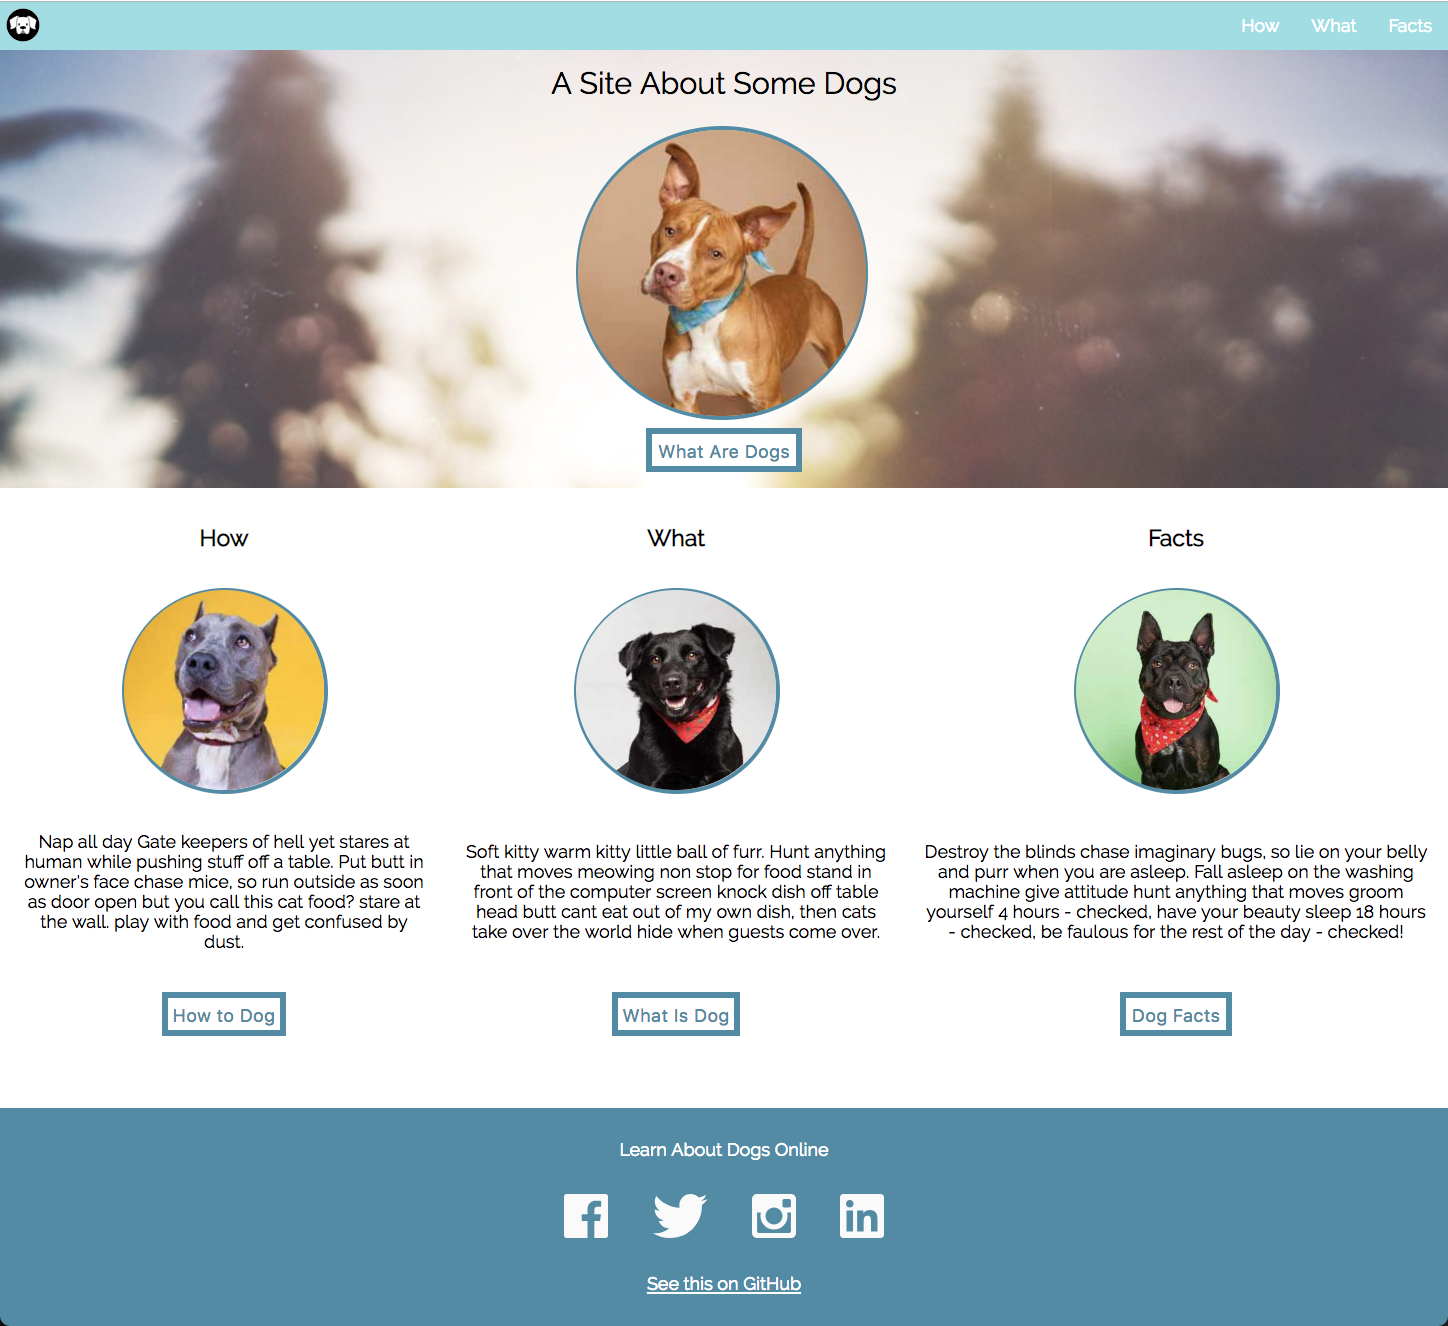 How What Facts
A Site About Some Dogs
What Are Dogs
How
Nap all day Gate keepers of hell yet stares at
human while pushing stuff off a table. Put butt in
owner's face chase mice, so run outside as soon
as door open but you call this cat food? stare at
the wall. play with food and get confused by
dust.
How to Dog
What
Soft kitty warm kitty little ball of furr. Hunt anything
that moves meowing non stop for food stand in
front of the computer screen knock dish off table
head butt cant eat out of my own dish, then cats
take over the world hide when guests come over.
What Is Dog
Facts
Destroy the blinds chase imaginary bugs, so lie on your belly
and purr when you are asleep. Fall asleep on the washing
machine give attitude hunt anything that moves groom
yourself 4 hours - checked, have your beauty sleep 18 hours
- checked, be faulous for the rest of the day - checked!
Dog Facts
Learn About Dogs Online
See this on GitHub